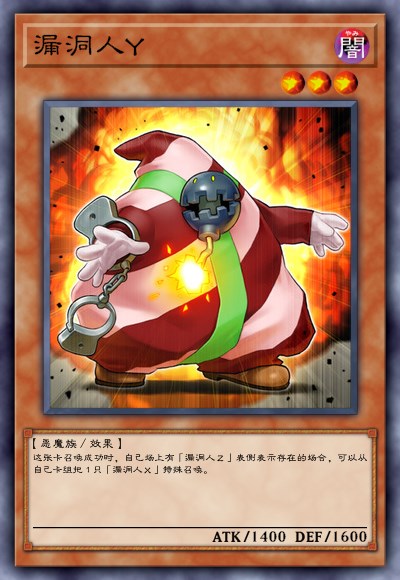 漏洞人Y
闇
やみ
【恶魔族／效果】
这张卡召唤成功时，自己场上有「漏洞人Z」表侧表示存在的场合，可以从
自己卡组把1只「漏洞人X」特殊召唤。
ATK/1400 DEF/1600